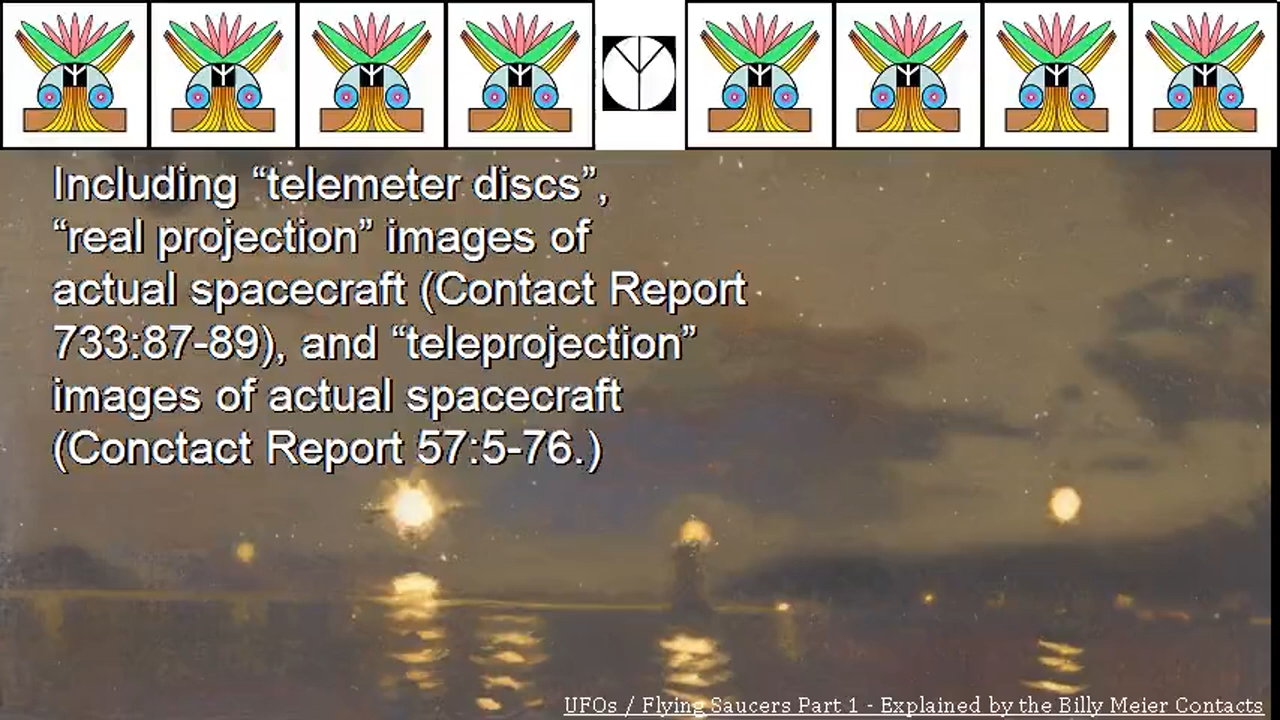 Including “telemeter discs”,
“real projection” images of
actual spacecraft (Contact Report
733:87-89), and “teleprojection”
images of actual spacecraft
(Conctact Report 57:5-76.)
UFOs / Flying Saucers Part 1 - Explained by the Billy Meier Contacts